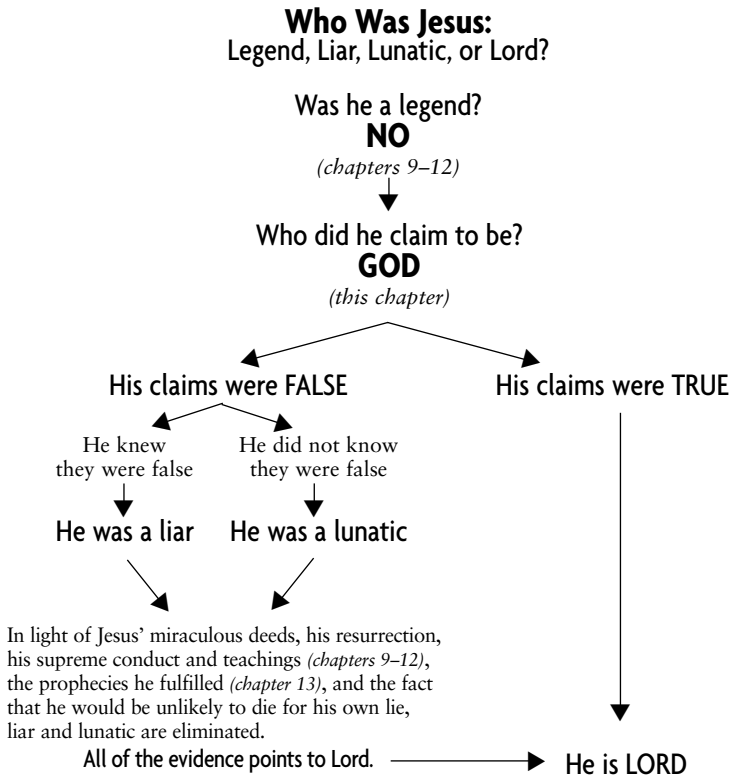 Who Was Jesus:
Legend, Liar, Lunatic, or Lord?
Was he a legend?
NO
(chapters 9–12)
Who did he claim to be?
GOD
(this chapter)
His claims were FALSE
His claims were TRUE
He knew
they were false
He did not know
they were false
He was a liar
He was a lunatic
In light of Jesus’ miraculous deeds, his resurrection,
his supreme conduct and teachings (chapters 9–12),
the prophecies he fulfilled (chapter 13), and the fact
that he would be unlikely to die for his own lie,
liar and lunatic are eliminated.
All of the evidence points to Lord.
He is LORD